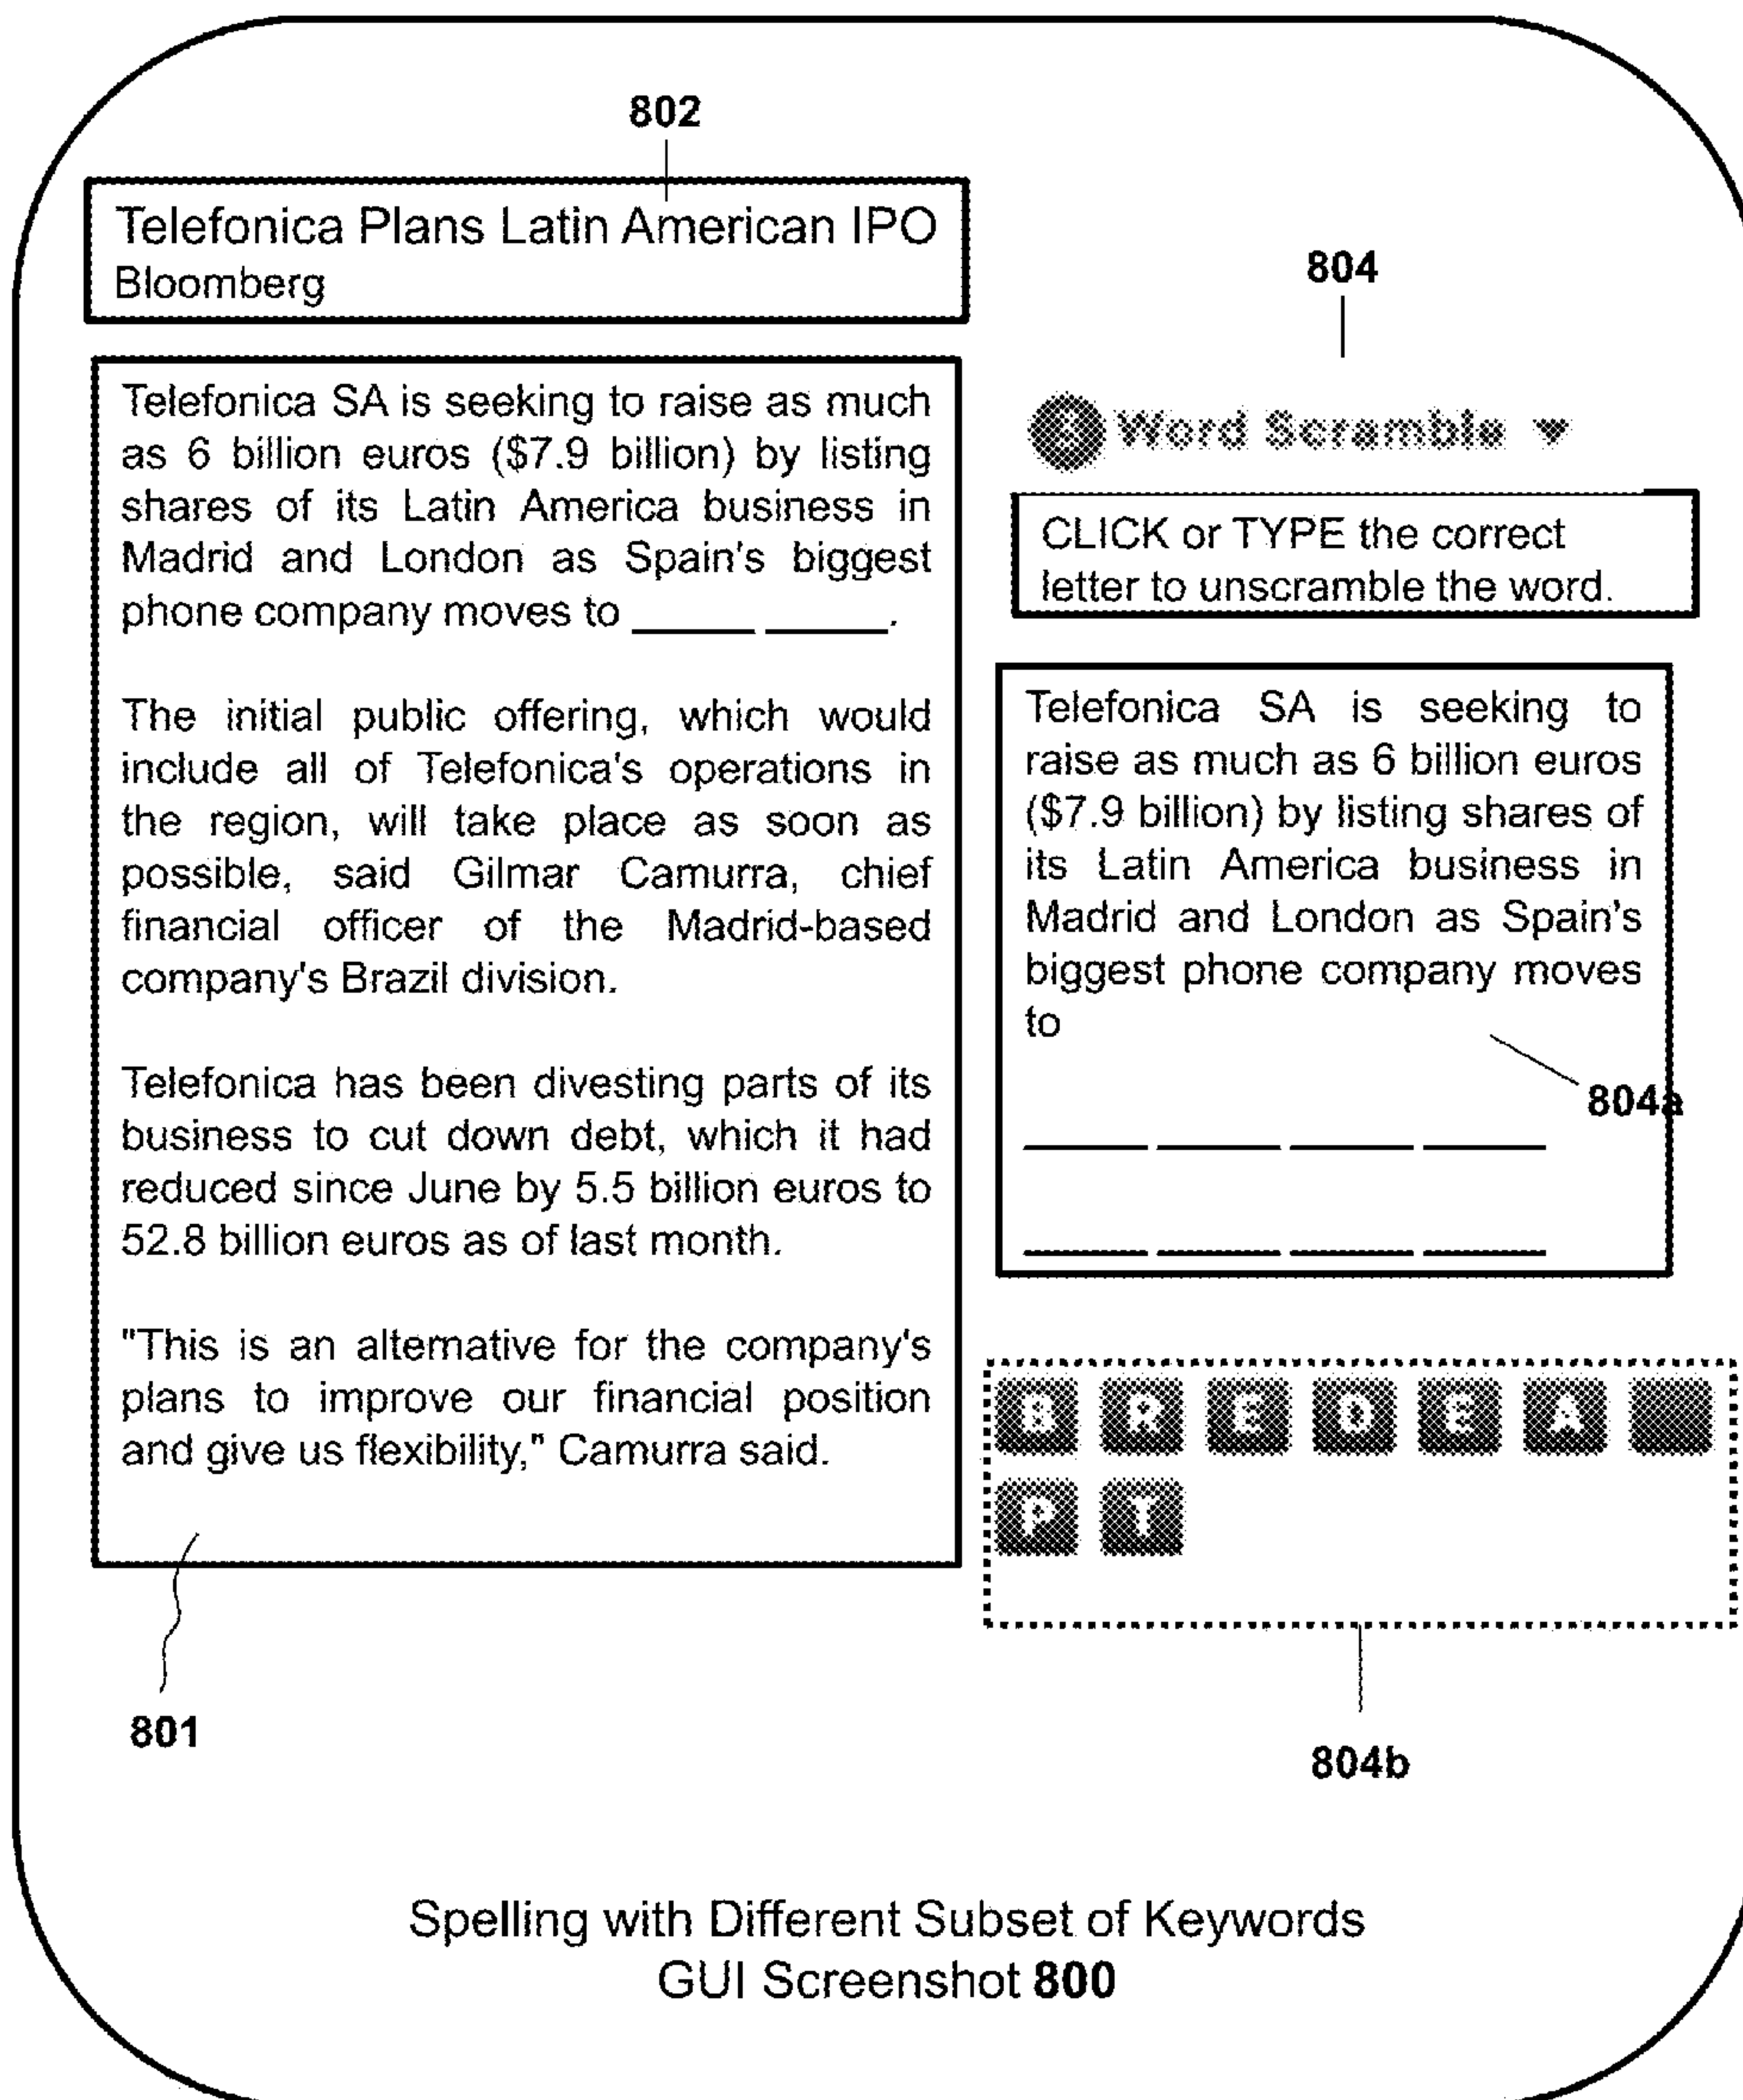 802
Telefonica Plans Latin American IPO
Bloomberg
Telefonica SA is seeking to raise as much
as 6 billion euros ($7.9 billion) by listing
shares of its Latin America business in
Madrid and London as Spain's biggest
phone company moves to _____ _____.
The initial public offering, which would
include all of Telefonica's operations in
the region, will take place as soon as
possible, said Gilmar Camurra, chief
financial officer of the Madrid-based
company's Brazil division.
Telefonica has been divesting parts of its
business to cut down debt, which it had
reduced since June by 5.5 billion euros to
52.8 billion euros as of last month.
"This is an alternative for the company's
plans to improve our financial position
and give us flexibility," Camurra said.
801
804
Word Scramble
CLICK or TYPE the correct
letter to unscramble the word.
Telefonica SA is seeking to
raise as much as 6 billion euros
($7.9 billion) by listing shares of
its Latin America business in
Madrid and London as Spain's
biggest phone company moves
to
804a
_____ _____ _____ _____
_____ _____ _____ _____
R E D E A
P T
804b
Spelling with Different Subset of Keywords
GUI Screenshot 800